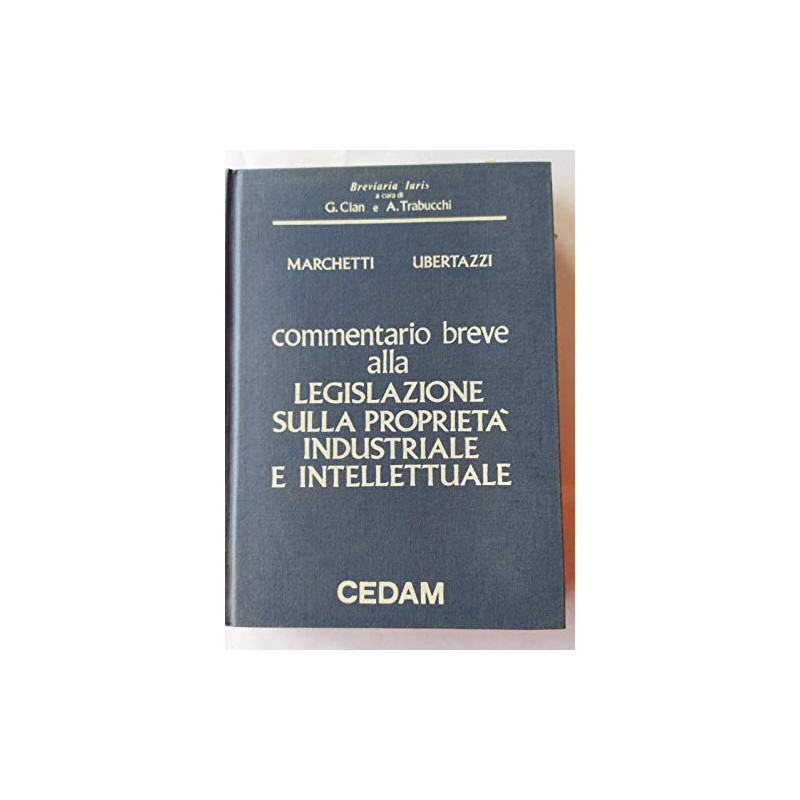 Breviaria Iuris
a cura di
G. Cian e A. Trabucchi
MARCHETTI UBERTAZZI
commentario breve
alla
LEGISLAZIONE
SULLA PROPRIETÀ
INDUSTRIALE
E INTELLETTUALE
CEDAM